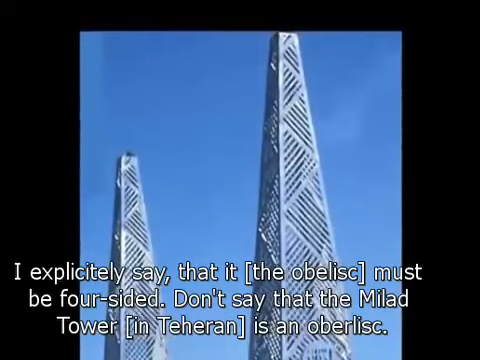 I explicitely say, that it [the obelisc] must
be four-sided. Don't say that the Milad
Tower [in Teheran] is an oberlisc.